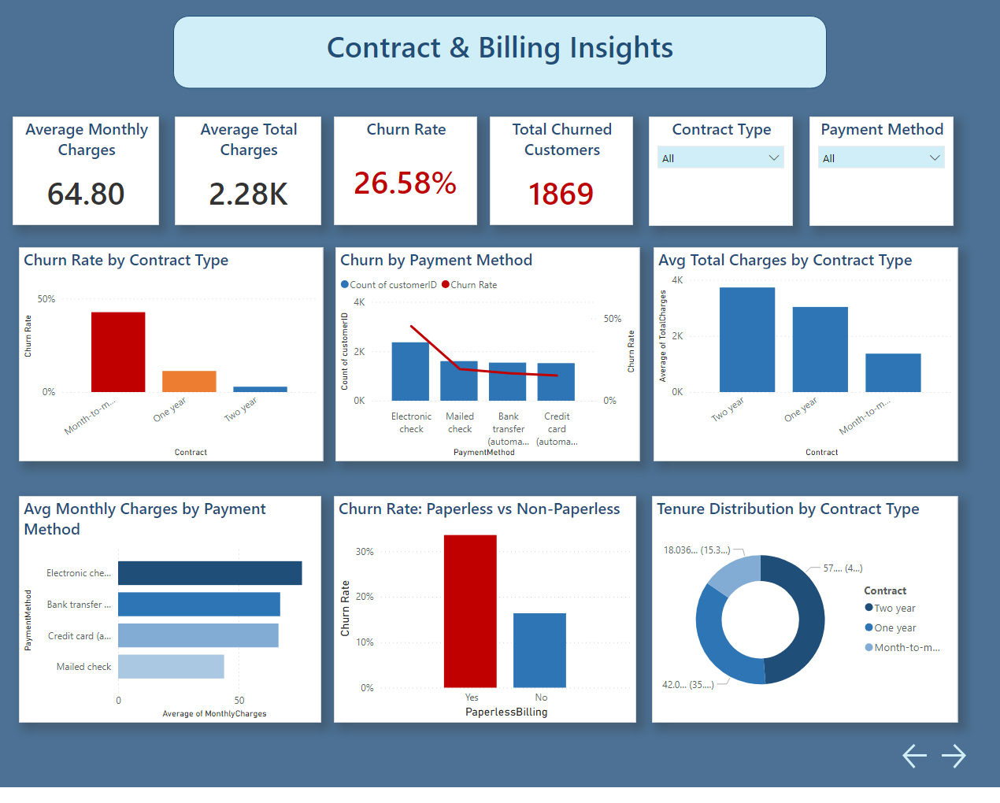 Contract & Billing Insights
Average Monthly
Charges
64.80
Average Total
Charges
2.28K
Churn Rate
26.58%
Total Churned
Customers
1869
Contract Type
All
Payment Method
All
Churn Rate by Contract Type
50%
0%
Churn Rate
Month-to-m...
One year
Two year
Contract
Churn by Payment Method
Count of customerID
Churn Rate
4K
2K
0K
Count of customerID
50%
0%
Churn Rate
Electronic
check
Mailed
check
Bank
transfer
(automa...
Credit
card
(automa...
PaymentMethod
Avg Total Charges by Contract Type
4K
2K
0K
Average of TotalCharges
Two year
One year
Month-to-m...
Contract
Avg Monthly Charges by Payment
Method
PaymentMethod
Electronic che...
Bank transfer ...
Credit card (a...
Mailed check
0
50
Average of MonthlyCharges
Churn Rate: Paperless vs Non-Paperless
30%
20%
10%
0%
Churn Rate
Yes
No
PaperlessBilling
Tenure Distribution by Contract Type
18.036... (15.3...)
57.... (4...)
42.0... (35....)
Contract
Two year
One year
Month-to-m...